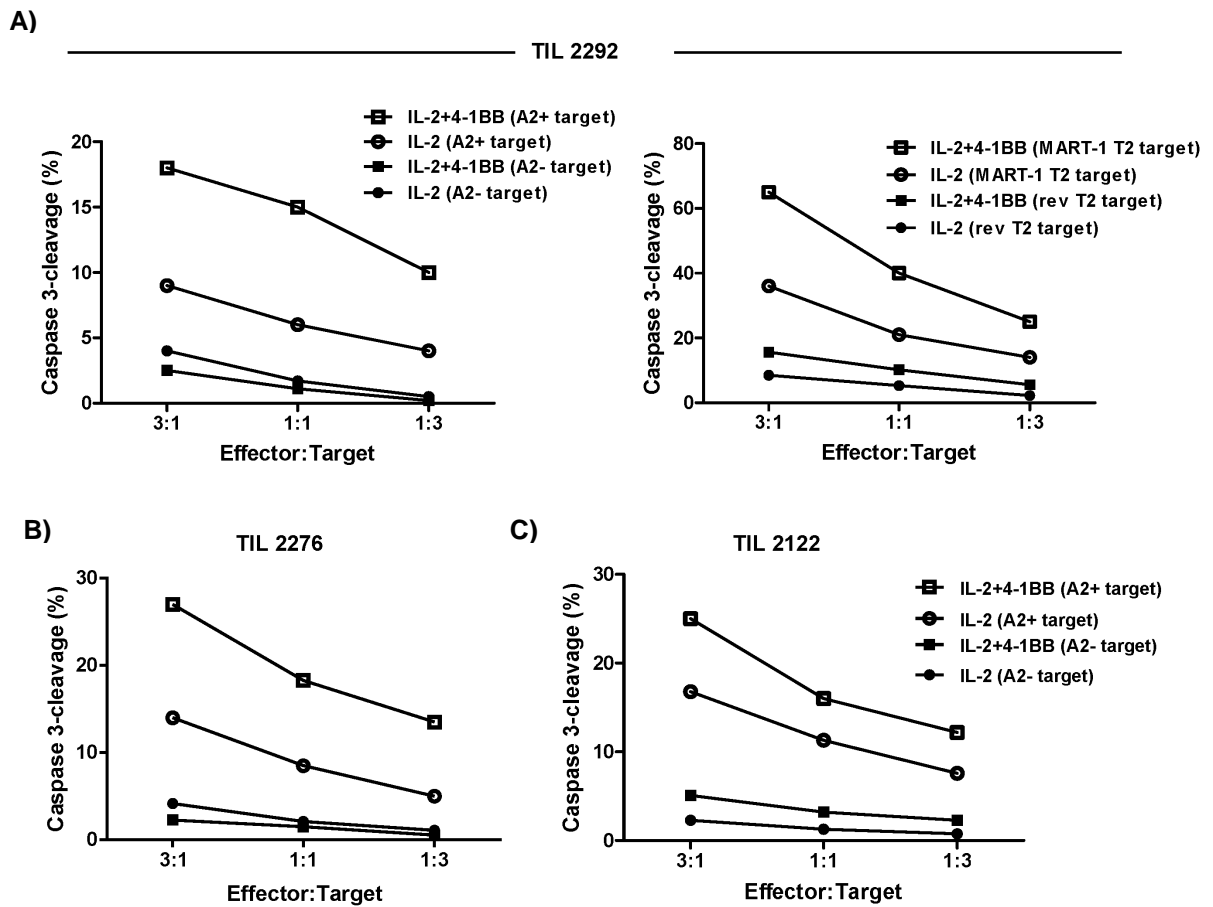 A)
TIL 2292
IL-2+4-1BB (A2+ target)
IL-2 (A2+ target)
IL-2+4-1BB (A2- target)
IL-2 (A2- target)
Caspase 3-cleavage (%)
20
15
10
5
0
3:1 1:1 1:3
Effector:Target
IL-2+4-1BB (MART-1 T2 target)
IL-2 (MART-1 T2 target)
IL-2+4-1BB (rev T2 target)
IL-2 (rev T2 target)
Caspase 3-cleavage (%)
80
60
40
20
0
3:1 1:1 1:3
Effector:Target
B)
TIL 2276
Caspase 3-cleavage (%)
30
20
10
0
3:1 1:1 1:3
Effector:Target
C)
TIL 2122
IL-2+4-1BB (A2+ target)
IL-2 (A2+ target)
IL-2+4-1BB (A2- target)
IL-2 (A2- target)
Caspase 3-cleavage (%)
30
20
10
0
3:1 1:1 1:3
Effector:Target